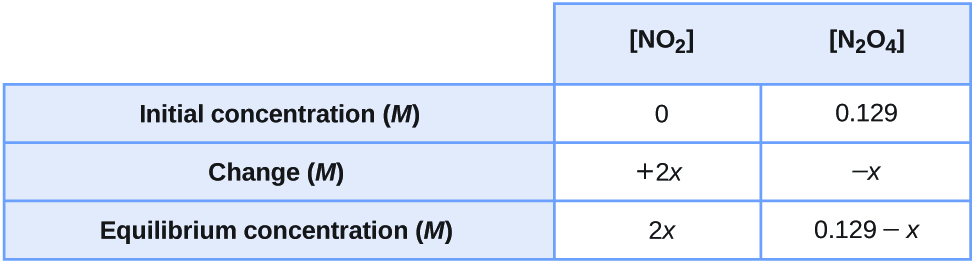 [NO₂] [N₂O₄]
Initial concentration (M) 0 0.129
Change (M) +2x −x
Equilibrium concentration (M) 2x 0.129 − x